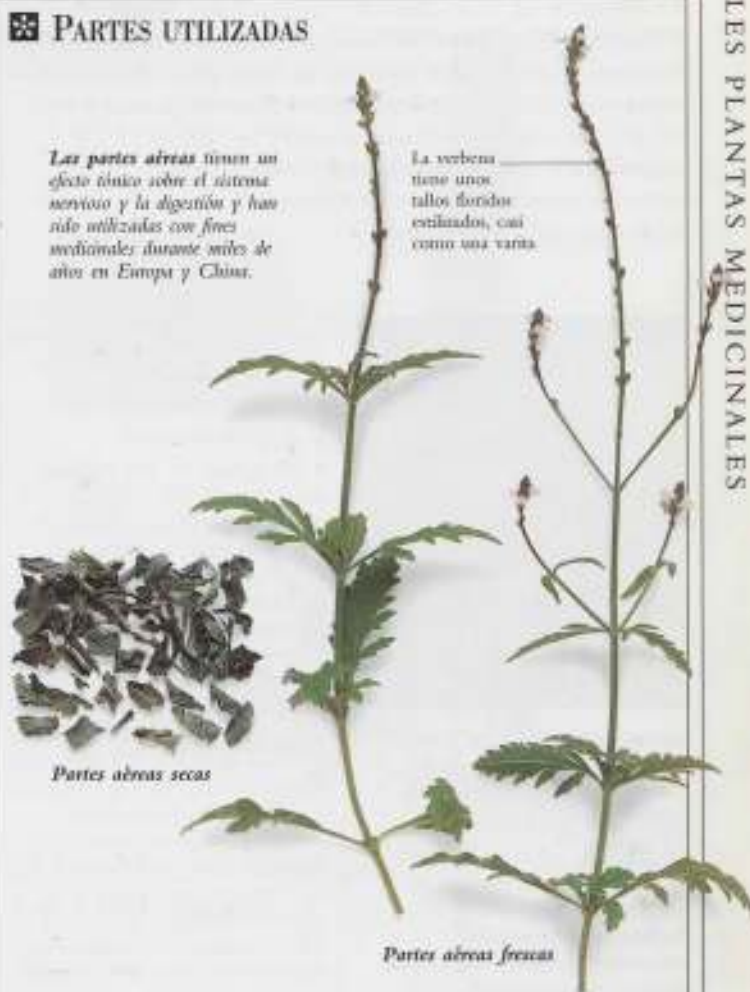 PARTES UTILIZADAS
Las partes aéreas tienen un
efecto tónico sobre el sistema
nervioso y la digestión y han
sido utilizadas con fines
medicinales durante miles de
años en Europa y China.
La verbena
tiene unos
tallos floridos
estilizados, casi
como una varita
Partes aéreas secas
Partes aéreas frescas
LES PLANTAS MEDICINALES